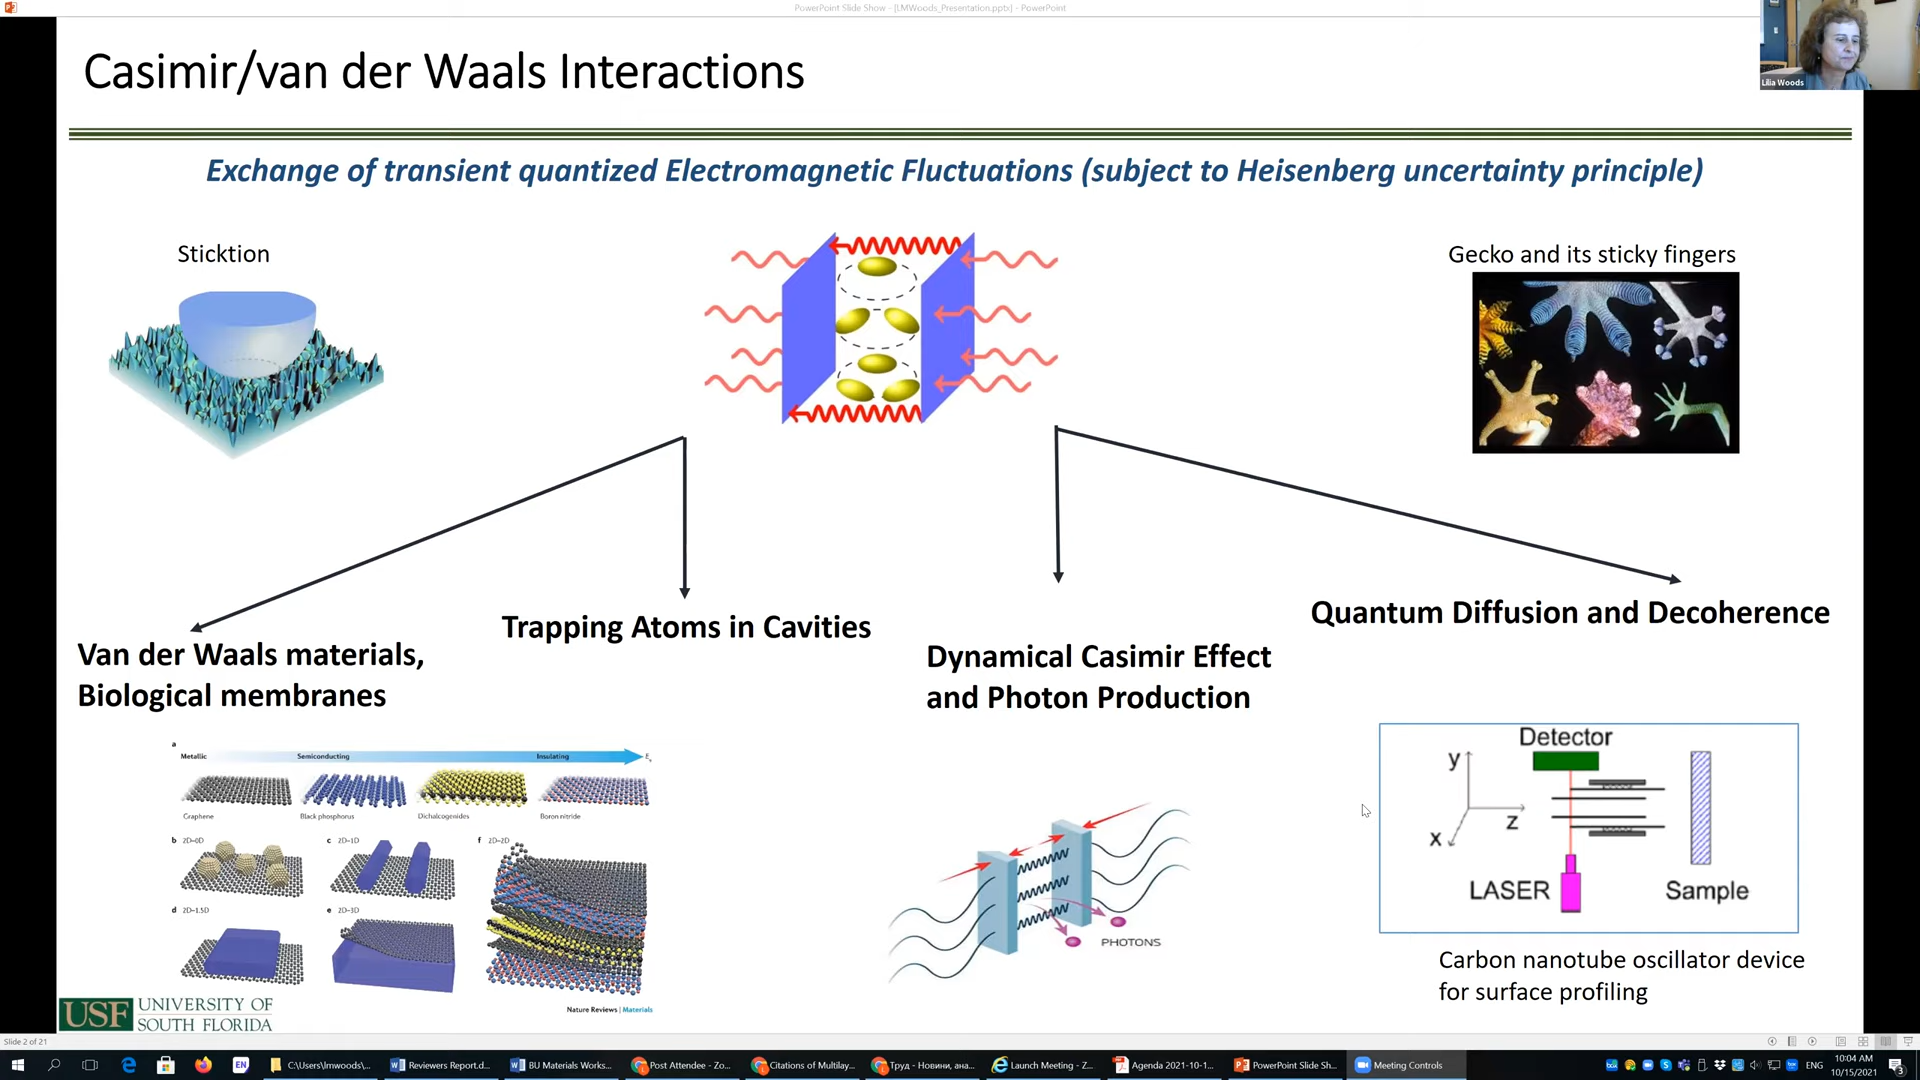 PowerPoint Slide Show - [LMWoods_Presentation.pptx] - PowerPoint
Casimir/van der Waals Interactions
Lilia Woods
Exchange of transient quantized Electromagnetic Fluctuations (subject to Heisenberg uncertainty principle)
Sticktion
Gecko and its sticky fingers
Van der Waals materials,
Biological membranes
Trapping Atoms in Cavities
Dynamical Casimir Effect
and Photon Production
Quantum Diffusion and Decoherence
a
Metallic
Semiconducting
Insulating
Graphene
Black phosphorus
Dichalcogenides
Boron nitride
b 2D–0D
c 2D–1D
f 2D–2D
d 2D–1.5D
e 2D–3D
Nature Reviews | Materials
PHOTONS
Detector
y
z
x
LASER
Sample
Carbon nanotube oscillator device
for surface profiling
USF UNIVERSITY OF
SOUTH FLORIDA
Slide 2 of 21
EN
C:\Users\lmwoods\...
Reviewers Report.d...
BU Materials Works...
Post Attendee - Zo...
Citations of Multilay...
Труд - Новини, ана...
Launch Meeting - Z...
Agenda 2021-10-1...
PowerPoint Slide Sh...
Meeting Controls
ENG
10:04 AM
10/15/2021
3